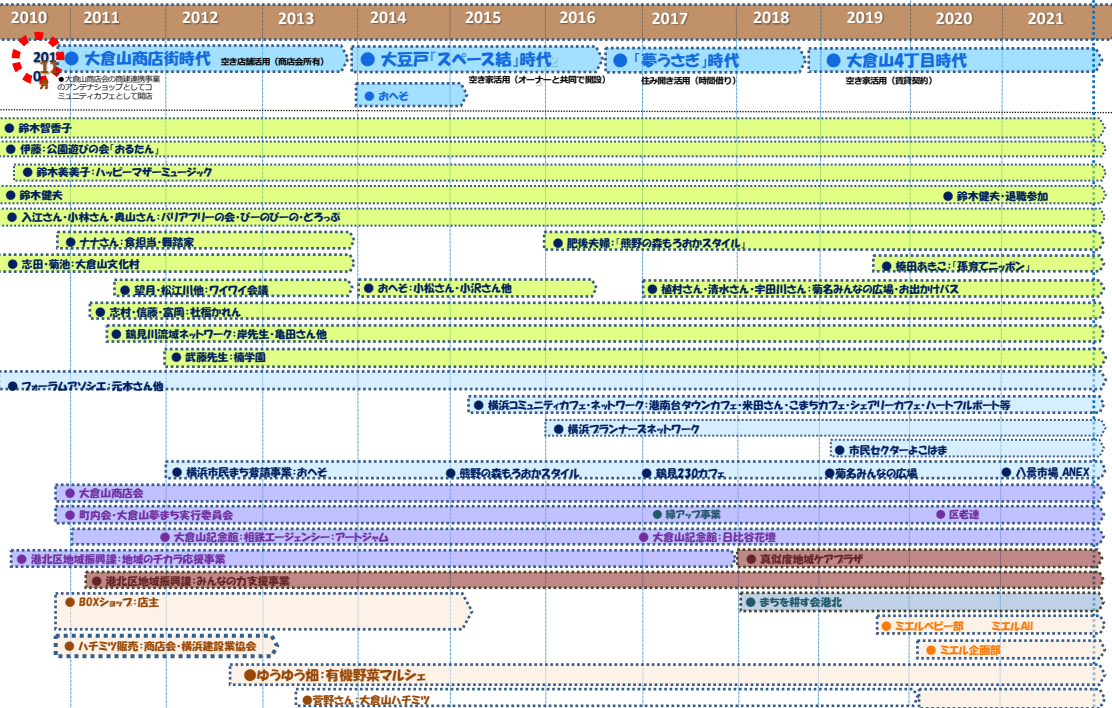 2010 2011 2012 2013 2014 2015 2016 2017 2018 2019 2020 2021
● 大倉山商店街時代 空き店舗活用（商店会所有）
● 大豆戸「スペース結」時代
空き家活用（オーナーと共同で開設）
● 「夢うさぎ」時代
住み開き活用（時間借り）
● 大倉山4丁目時代
空き家活用（賃貸契約）
201
0
11
月
●大倉山商店会の商建連携事業
のアンテナショップとしてコ
ミュニティカフェとして開店
● おへそ
● 鈴木智香子
● 伊藤：公園遊びの会「おるたん」
● 鈴木美美子：ハッピーマザーミュージック
● 鈴木健夫 ● 鈴木健夫・退職参加
● 入江さん・小林さん・奥山さん：バリアフリーの会・びーのびーの・どろっぷ
● ナナさん：食担当・舞踏家 ● 肥後夫婦：「熊野の森もろおかスタイル」
● 志田・菊池：大倉山文化村 ● 棒田あきこ：「孫育てニッポン」
● 望月・松江川他：ワイワイ会議 ● おへそ：小松さん・小沢さん他 ● 植村さん・清水さん・宇田川さん：菊名みんなの広場・お出かけバス
● 志村・信藤・富岡：社福かれん
● 鶴見川流域ネットワーク：岸先生・亀田さん他
● 武藤先生：楠学園
● フォーラムアソシエ：元本さん他
● 横浜コミュニティカフェ・ネットワーク：港南台タウンカフェ・米田さん・こまちカフェ・シェアリーカフェ・ハートフルポート等
● 横浜プランナーズネットワーク
● 市民セクターよこはま
● 横浜市民まち普請事業：おへそ ● 熊野の森もろおかスタイル ● 鶴見230カフェ ●菊名みんなの広場 ● 八景市場 ANEX
● 大倉山商店会
● 町内会・大倉山夢まち実行委員会 ● 緑アップ事業 ● 区老連
● 大倉山記念館：相鉄エージェンシー：アートジャム ● 大倉山記念館：日比谷花壇
● 港北区地域振興課：地域のチカラ応援事業 ● 真似度地域ケアプラザ
● 港北区地域振興課：みんなの力支援事業
● BOXショップ：店主 ● まちを耕す会港北
● ミエルベビー部 ミエルAll
● ハチミツ販売：商店会・横浜建設業協会 ● ミエル企画部
●ゆうゆう畑：有機野菜マルシェ
●菅野さん：大倉山ハチミツ